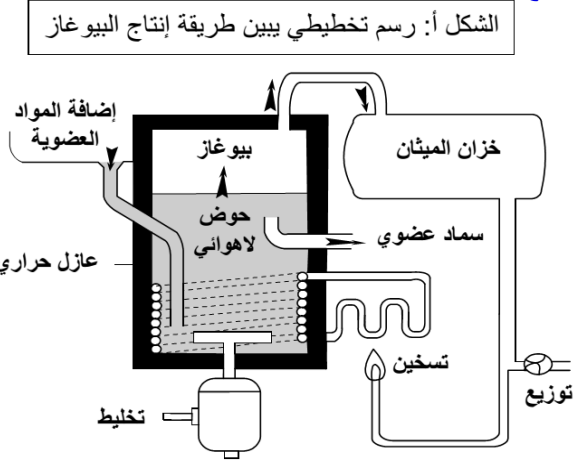 الشكل أ: رسم تخطيطي يبين طريقة إنتاج البيوغاز
إضافة المواد
العضوية
بيوغاز
خزان الميثان
حوض
لاهوائي
سماد عضوي
عازل حراري
تسخين
توزيع
تخليط